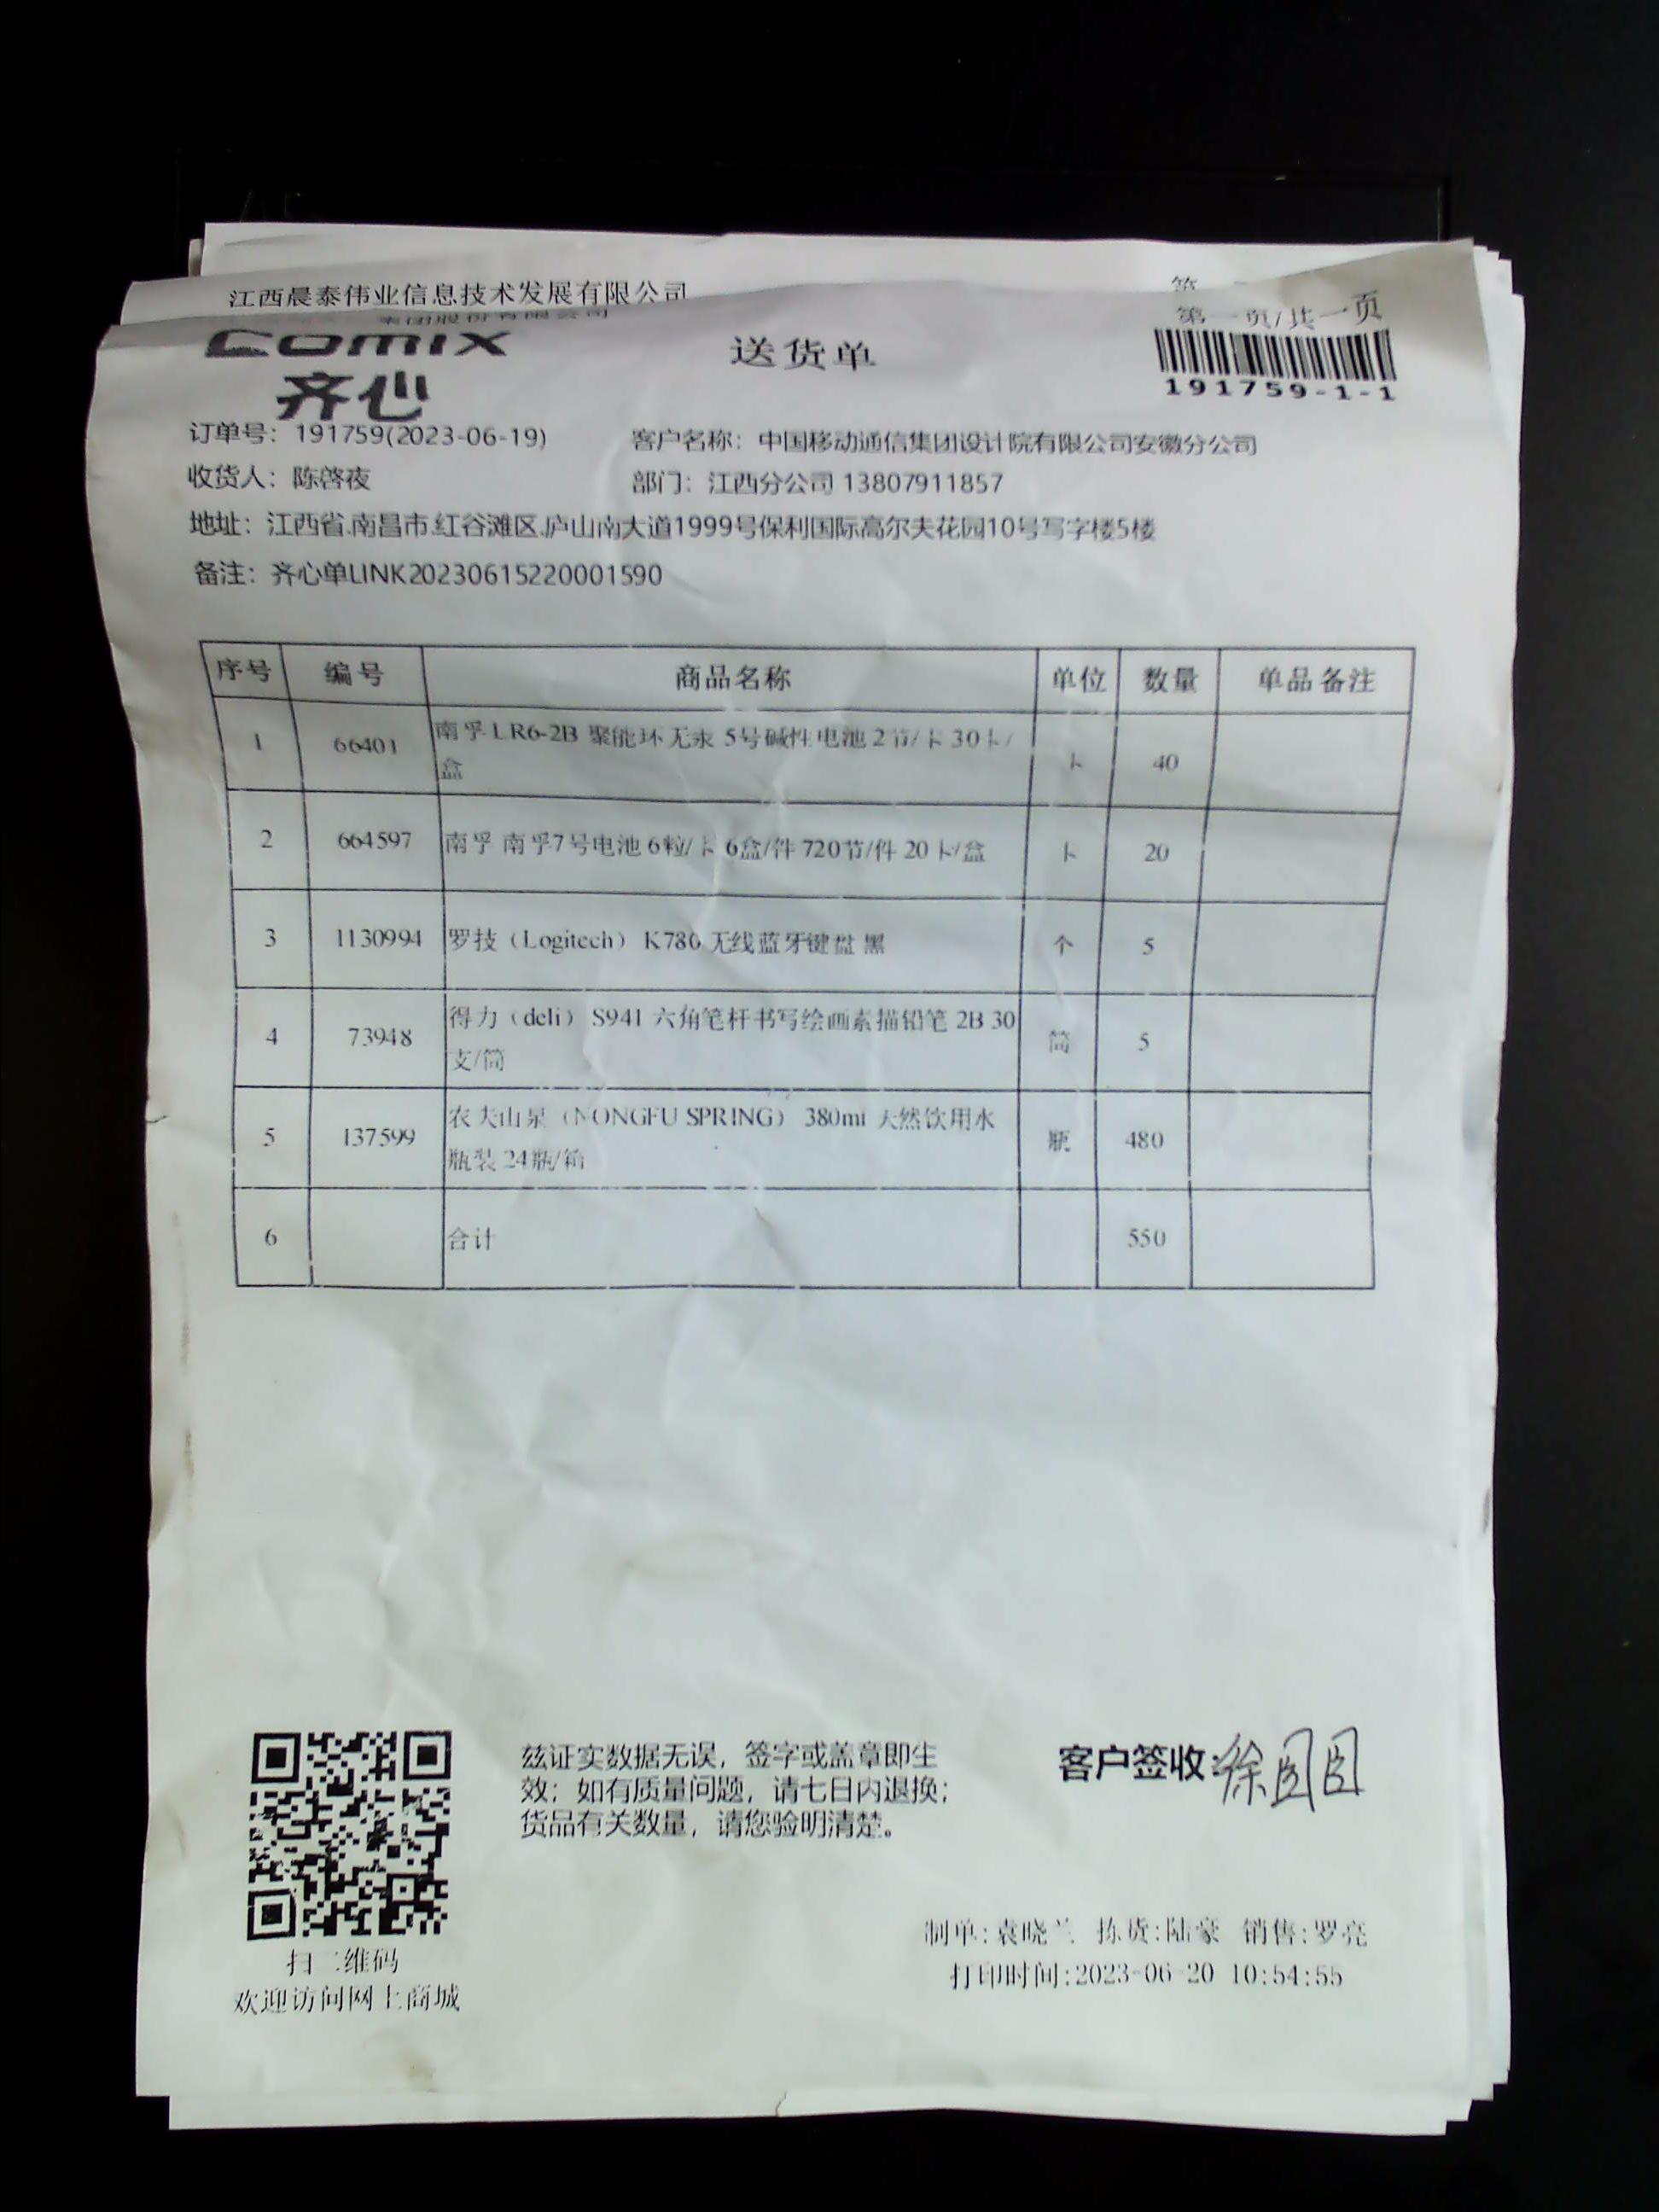 江西晨泰伟业信息技术发展有限公司
第一页/共一页
comix
齐心
送货单
191759-1-1
订单号：191759(2023-06-19)
客户名称：中国移动通信集团设计院有限公司安徽分公司
收货人：陈啓夜
部门：江西分公司 13807911857
地址：江西省.南昌市.红谷滩区.庐山南大道1999号保利国际高尔夫花园10号写字楼5楼
备注：齐心单LINK20230615220001590
序号 编号 商品名称 单位 数量 单品备注
1 66401 南孚 LR6-2B 聚能环无汞 5号碱性电池 2节/卡 30卡/
盒 卡 40
2 664597 南孚 南孚7号电池 6粒/卡 6盒/件 720节/件 20卡/盒 卡 20
3 1130994 罗技（Logitech） K780 无线蓝牙键盘 黑 个 5
4 73948 得力（deli） S941 六角笔杆书写绘画素描铅笔 2B 30
支/筒 筒 5
5 137599 农夫山泉（NONGFU SPRING） 380ml 天然饮用水
瓶装 24瓶/箱 瓶 480
6 合计 550
兹证实数据无误，签字或盖章即生
效；如有质量问题，请七日内退换；
货品有关数量，请您验明清楚。
客户签收:
扫二维码
欢迎访问网上商城
制单:袁晓兰 拣货:陆豪 销售:罗亮
打印时间:2023-06-20 10:54:55